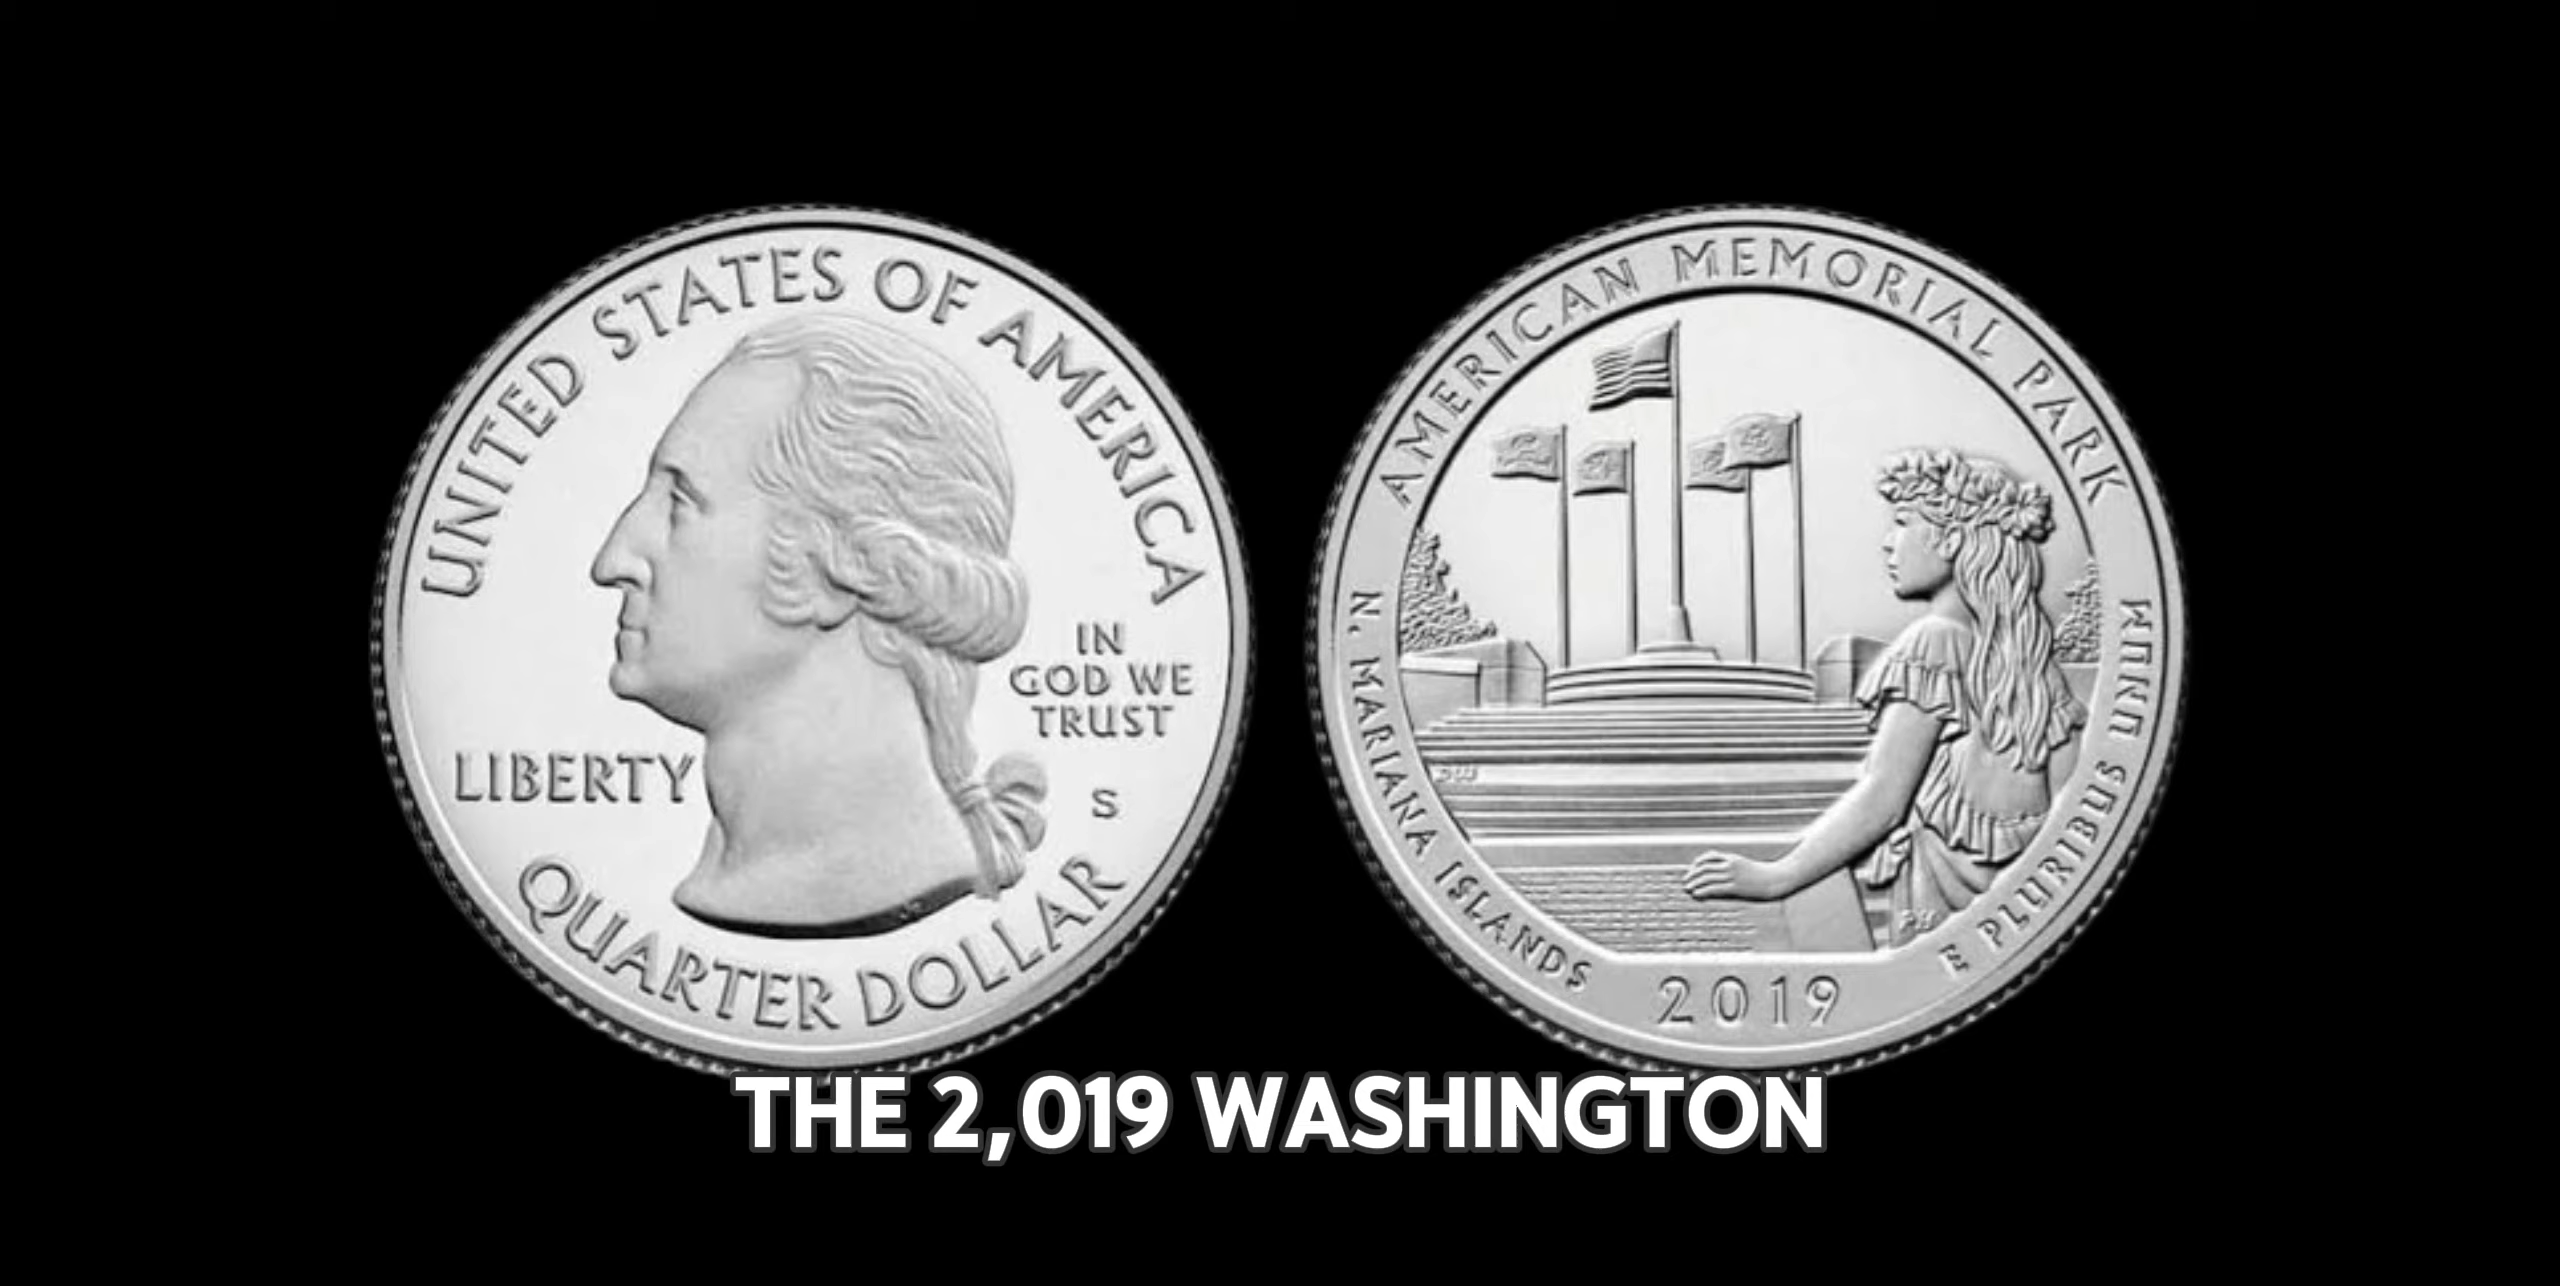 UNITED STATES OF AMERICA
IN
GOD WE
TRUST
LIBERTY
S
QUARTER DOLLAR
AMERICAN MEMORIAL PARK
N. MARIANA ISLANDS
2019
E PLURIBUS UNUM
THE 2,019 WASHINGTON